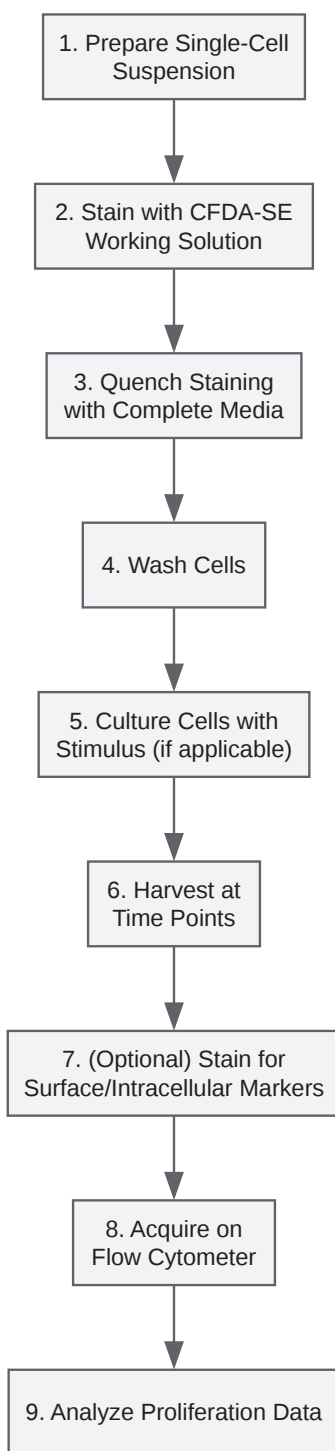 1. Prepare Single-Cell
Suspension
2. Stain with CFDA-SE
Working Solution
3. Quench Staining
with Complete Media
4. Wash Cells
5. Culture Cells with
Stimulus (if applicable)
6. Harvest at
Time Points
7. (Optional) Stain for
Surface/Intracellular Markers
8. Acquire on
Flow Cytometer
9. Analyze Proliferation Data